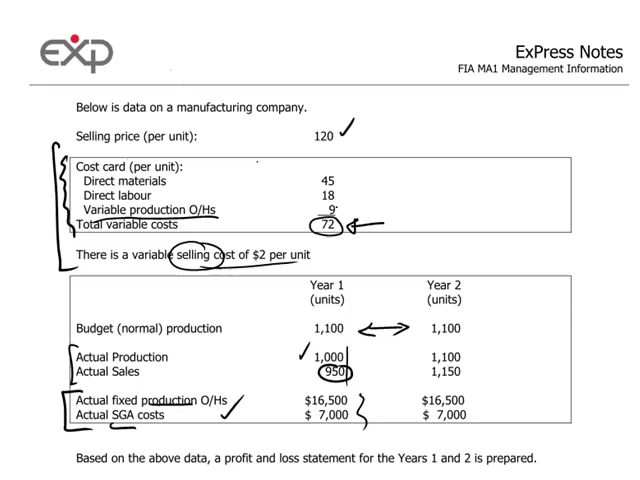 exp
ExPress Notes
FIA MA1 Management Information
Below is data on a manufacturing company.
Selling price (per unit): 120
Cost card (per unit):
Direct materials 45
Direct labour 18
Variable production O/Hs 9
Total variable costs 72
There is a variable selling cost of $2 per unit
Year 1 Year 2
(units) (units)
Budget (normal) production 1,100 1,100
Actual Production 1,000 1,100
Actual Sales 950 1,150
Actual fixed production O/Hs $16,500 $16,500
Actual SGA costs $ 7,000 $ 7,000
Based on the above data, a profit and loss statement for the Years 1 and 2 is prepared.